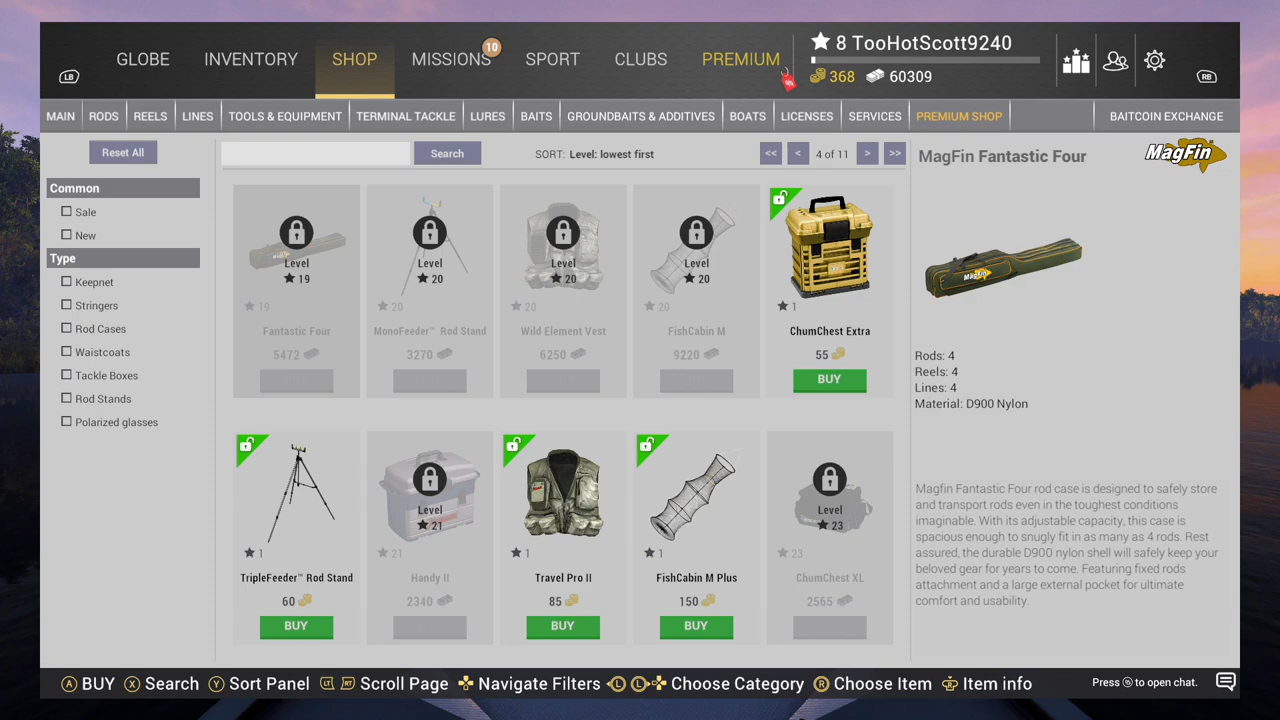 GLOBE INVENTORY SHOP MISSIONS 10 SPORT CLUBS PREMIUM
8 TooHotScott9240
368 60309
LB RB
MAIN RODS REELS LINES TOOLS & EQUIPMENT TERMINAL TACKLE LURES BAITS GROUNDBAITS & ADDITIVES BOATS LICENSES SERVICES PREMIUM SHOP BAITCOIN EXCHANGE
Reset All
Search SORT: Level: lowest first << < 4 of 11 > >>
Common
Sale
New
Type
Keepnet
Stringers
Rod Cases
Waistcoats
Tackle Boxes
Rod Stands
Polarized glasses
Level
19
19
Fantastic Four
5472
Level
20
20
MonoFeeder™ Rod Stand
3270
Level
20
20
Wild Element Vest
6250
Level
20
20
FishCabin M
9220
1
ChumChest Extra
55
BUY
1
TripleFeeder™ Rod Stand
60
BUY
Level
21
21
Handy II
2340
1
Travel Pro II
85
BUY
1
FishCabin M Plus
150
BUY
Level
23
23
ChumChest XL
2565
MagFin Fantastic Four
MagFin
MagFin
Rods: 4
Reels: 4
Lines: 4
Material: D900 Nylon
Magfin Fantastic Four rod case is designed to safely store
and transport rods even in the toughest conditions
imaginable. With its adjustable capacity, this case is
spacious enough to snugly fit in as many as 4 rods. Rest
assured, the durable D900 nylon shell will safely keep your
beloved gear for years to come. Featuring fixed rods
attachment and a large external pocket for ultimate
comfort and usability.
A BUY X Search Y Sort Panel LT RT Scroll Page Navigate Filters L L Choose Category R Choose Item Item info
Press to open chat.